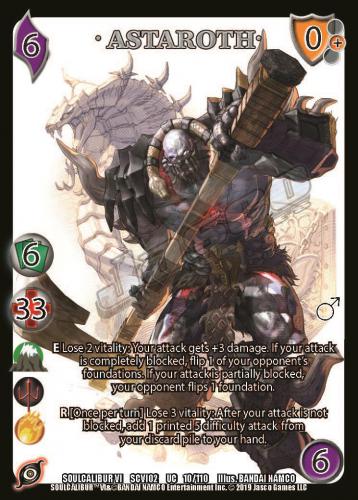 6
· ASTAROTH·
0
+
6
33
E Lose 2 vitality: Your attack gets +3 damage. If your attack
is completely blocked, flip 1 of your opponent's
foundations. If your attack is partially blocked,
your opponent flips 1 foundation.
R [Once per turn] Lose 3 vitality: After your attack is not
blocked, add 1 printed 5 difficulty attack from
your discard pile to your hand.
6
SOULCALIBUR VI SCVI02 UC 10/110 Illus. BANDAI NAMCO
SOULCALIBUR™VI&©BANDAI NAMCO Entertainment Inc. © 2019 Jasco Games LLC